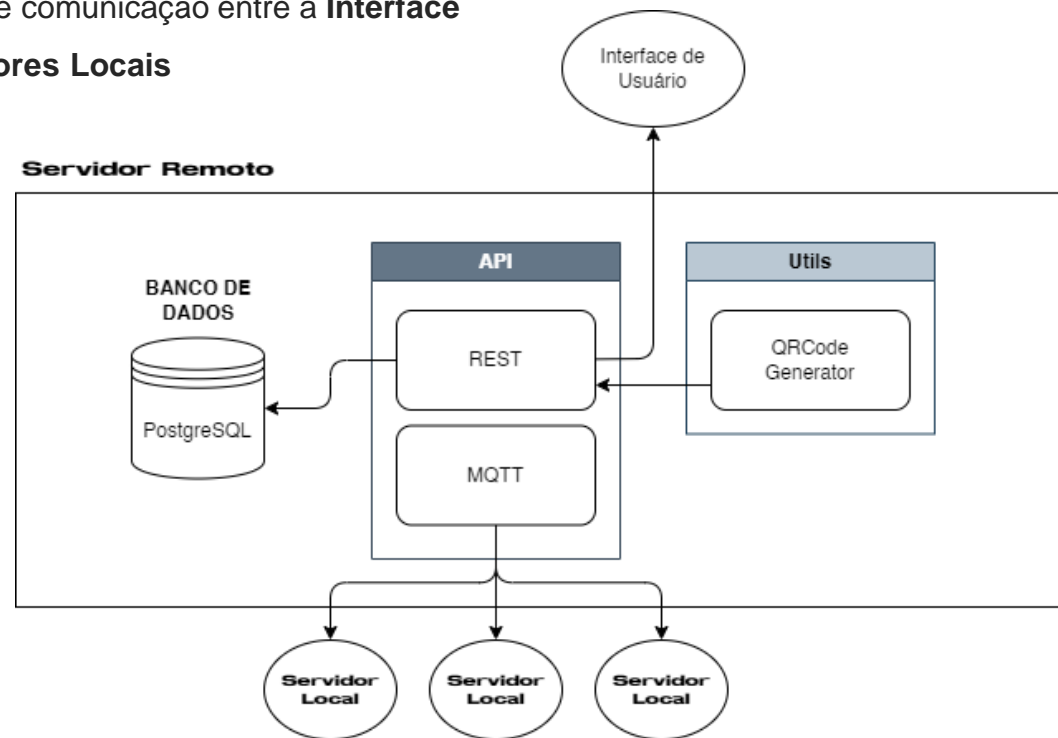 e comunicação entre a Interface
ores Locais
Interface de
Usuário
Servidor Remoto
API
Utils
BANCO DE
DADOS
REST
QRCode
Generator
PostgreSQL
MQTT
Servidor
Local
Servidor
Local
Servidor
Local